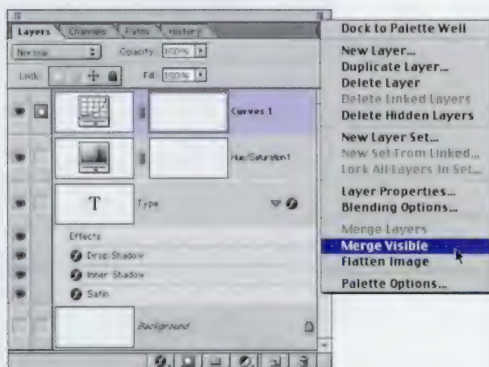 Layers Channels Paths History
Normal Opacity: 100%
Lock: Fill: 100%
Curves 1
Hue/Saturation 1
T Type
Effects
Drop Shadow
Inner Shadow
Satin
Background
Dock to Palette Well
New Layer...
Duplicate Layer...
Delete Layer
Delete Linked Layers
Delete Hidden Layers
New Layer Set...
New Set From Linked...
Lock All Layers In Set...
Layer Properties...
Blending Options...
Merge Layers
Merge Visible
Flatten Image
Palette Options...